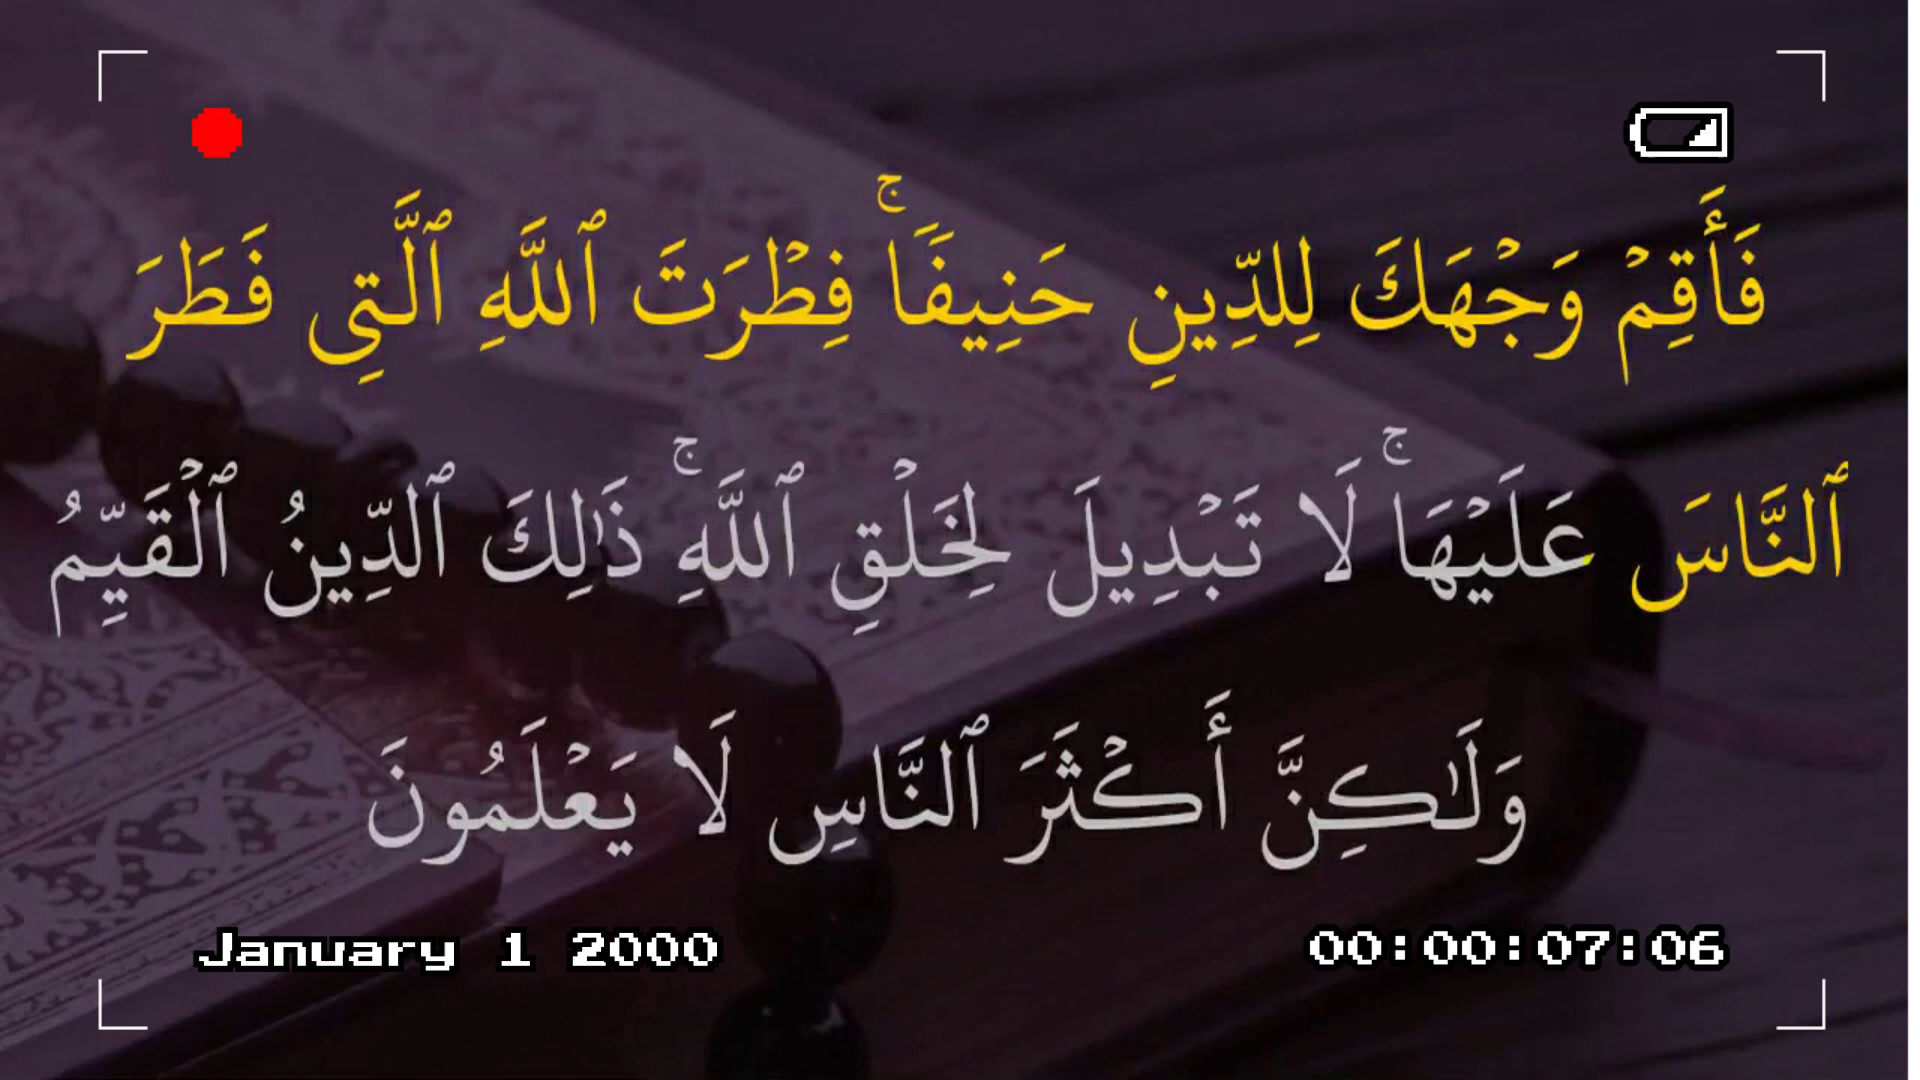 فَأَقِمْ وَجْهَكَ لِلدِّينِ حَنِيفًا ۚ فِطْرَتَ ٱللَّهِ ٱلَّتِي فَطَرَ
ٱلنَّاسَ عَلَيْهَا ۚ لَا تَبْدِيلَ لِخَلْقِ ٱللَّهِ ۚ ذَٰلِكَ ٱلدِّينُ ٱلْقَيِّمُ
وَلَـٰكِنَّ أَكْثَرَ ٱلنَّاسِ لَا يَعْلَمُونَ
January 1 2000
00:00:07:06